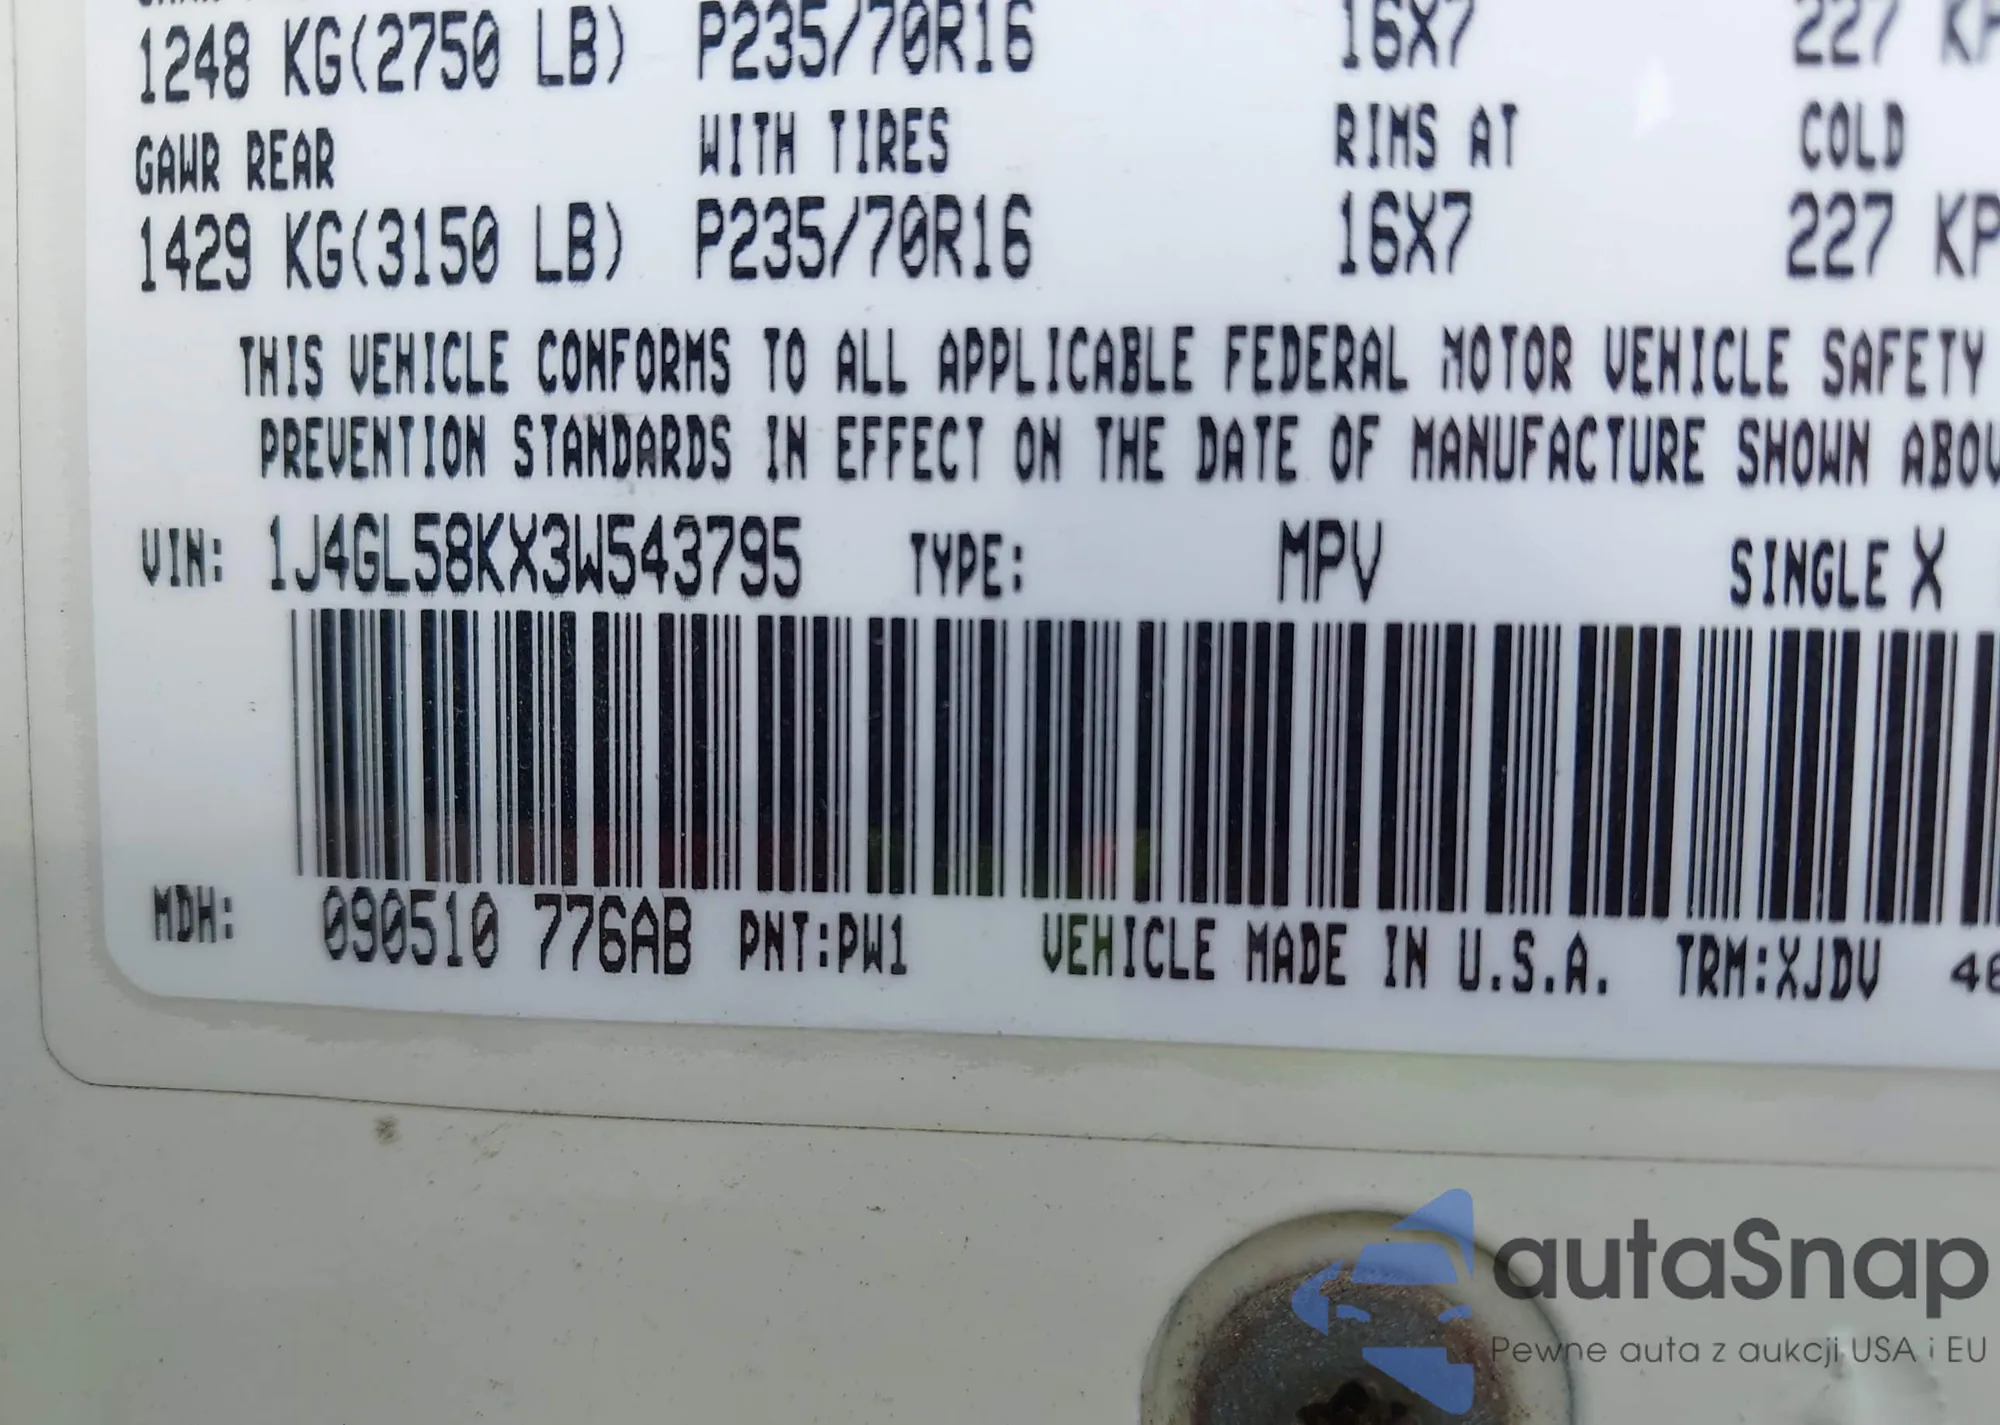 1248 KG(2750 LB) P235/70R16 16X7 227 KP
GAWR REAR WITH TIRES RIMS AT COLD
1429 KG(3150 LB) P235/70R16 16X7 227 KP
THIS VEHICLE CONFORMS TO ALL APPLICABLE FEDERAL MOTOR VEHICLE SAFETY
PREVENTION STANDARDS IN EFFECT ON THE DATE OF MANUFACTURE SHOWN ABOV
VIN: 1J4GL58KX3W543795 TYPE: MPV SINGLE X
MDH: 090510 776AB PNT:PW1 VEHICLE MADE IN U.S.A. TRM:XJDV
autaSnap
Pewne auta z aukcji USA i EU